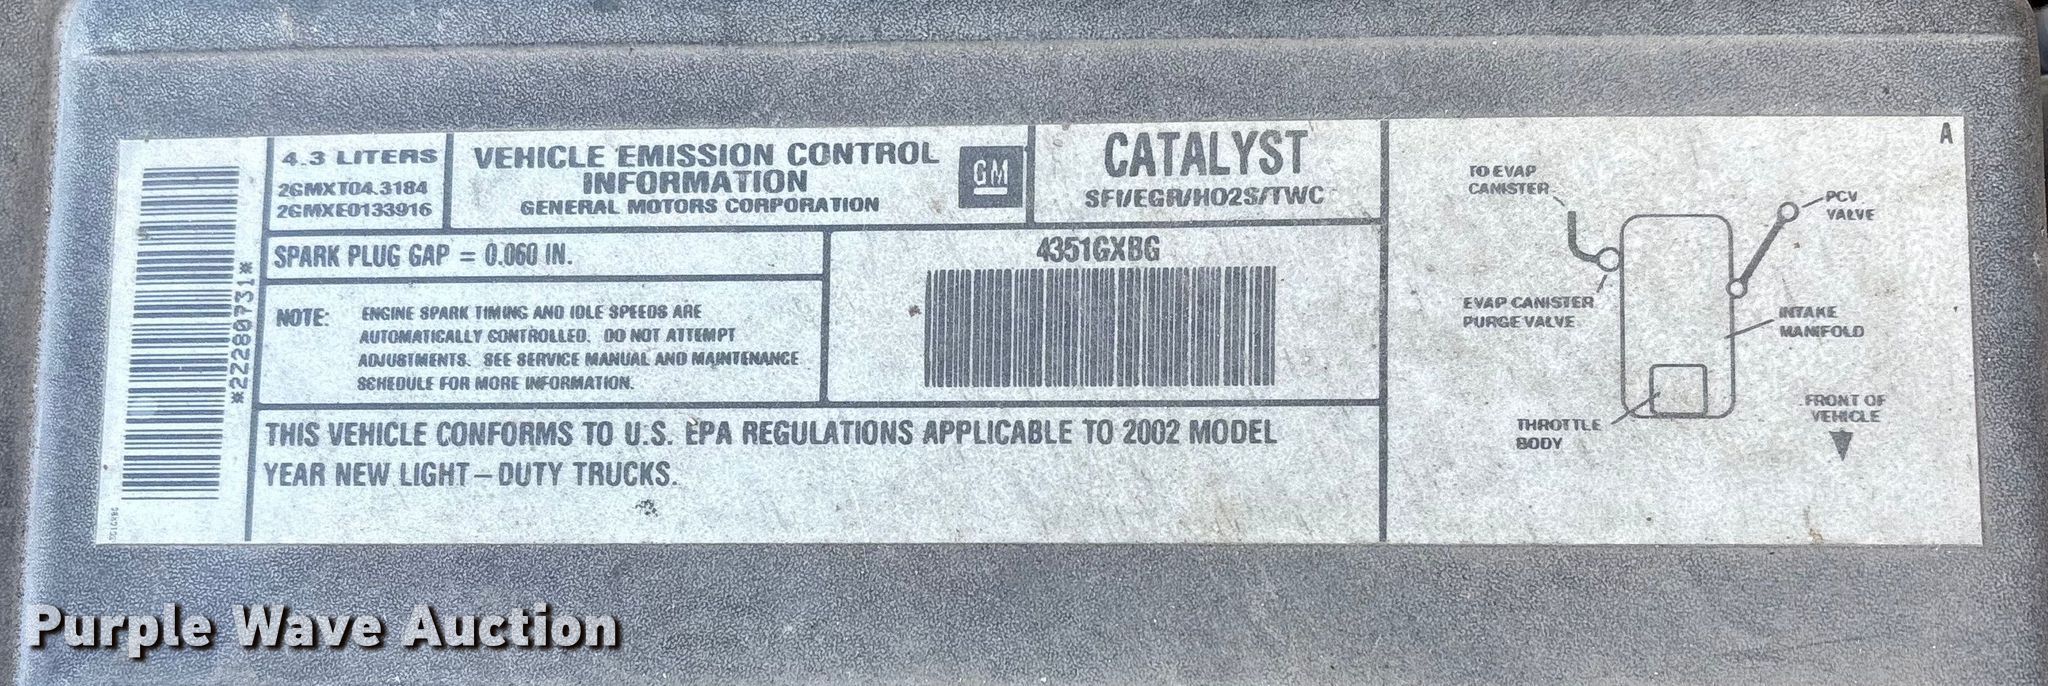 4.3 LITERS
2GMXT04.3184
2GMXE0133916
VEHICLE EMISSION CONTROL
INFORMATION
GENERAL MOTORS CORPORATION
GM
CATALYST
SFI/EGR/HO2S/TWC
SPARK PLUG GAP = 0.060 IN.
NOTE: ENGINE SPARK TIMING AND IDLE SPEEDS ARE
AUTOMATICALLY CONTROLLED. DO NOT ATTEMPT
ADJUSTMENTS. SEE SERVICE MANUAL AND MAINTENANCE
SCHEDULE FOR MORE INFORMATION.
4351GXBG
THIS VEHICLE CONFORMS TO U.S. EPA REGULATIONS APPLICABLE TO 2002 MODEL
YEAR NEW LIGHT-DUTY TRUCKS.
*22280731*
A
TO EVAP
CANISTER
PCV
VALVE
EVAP CANISTER
PURGE VALVE
INTAKE
MANIFOLD
THROTTLE
BODY
FRONT OF
VEHICLE
Purple Wave Auction